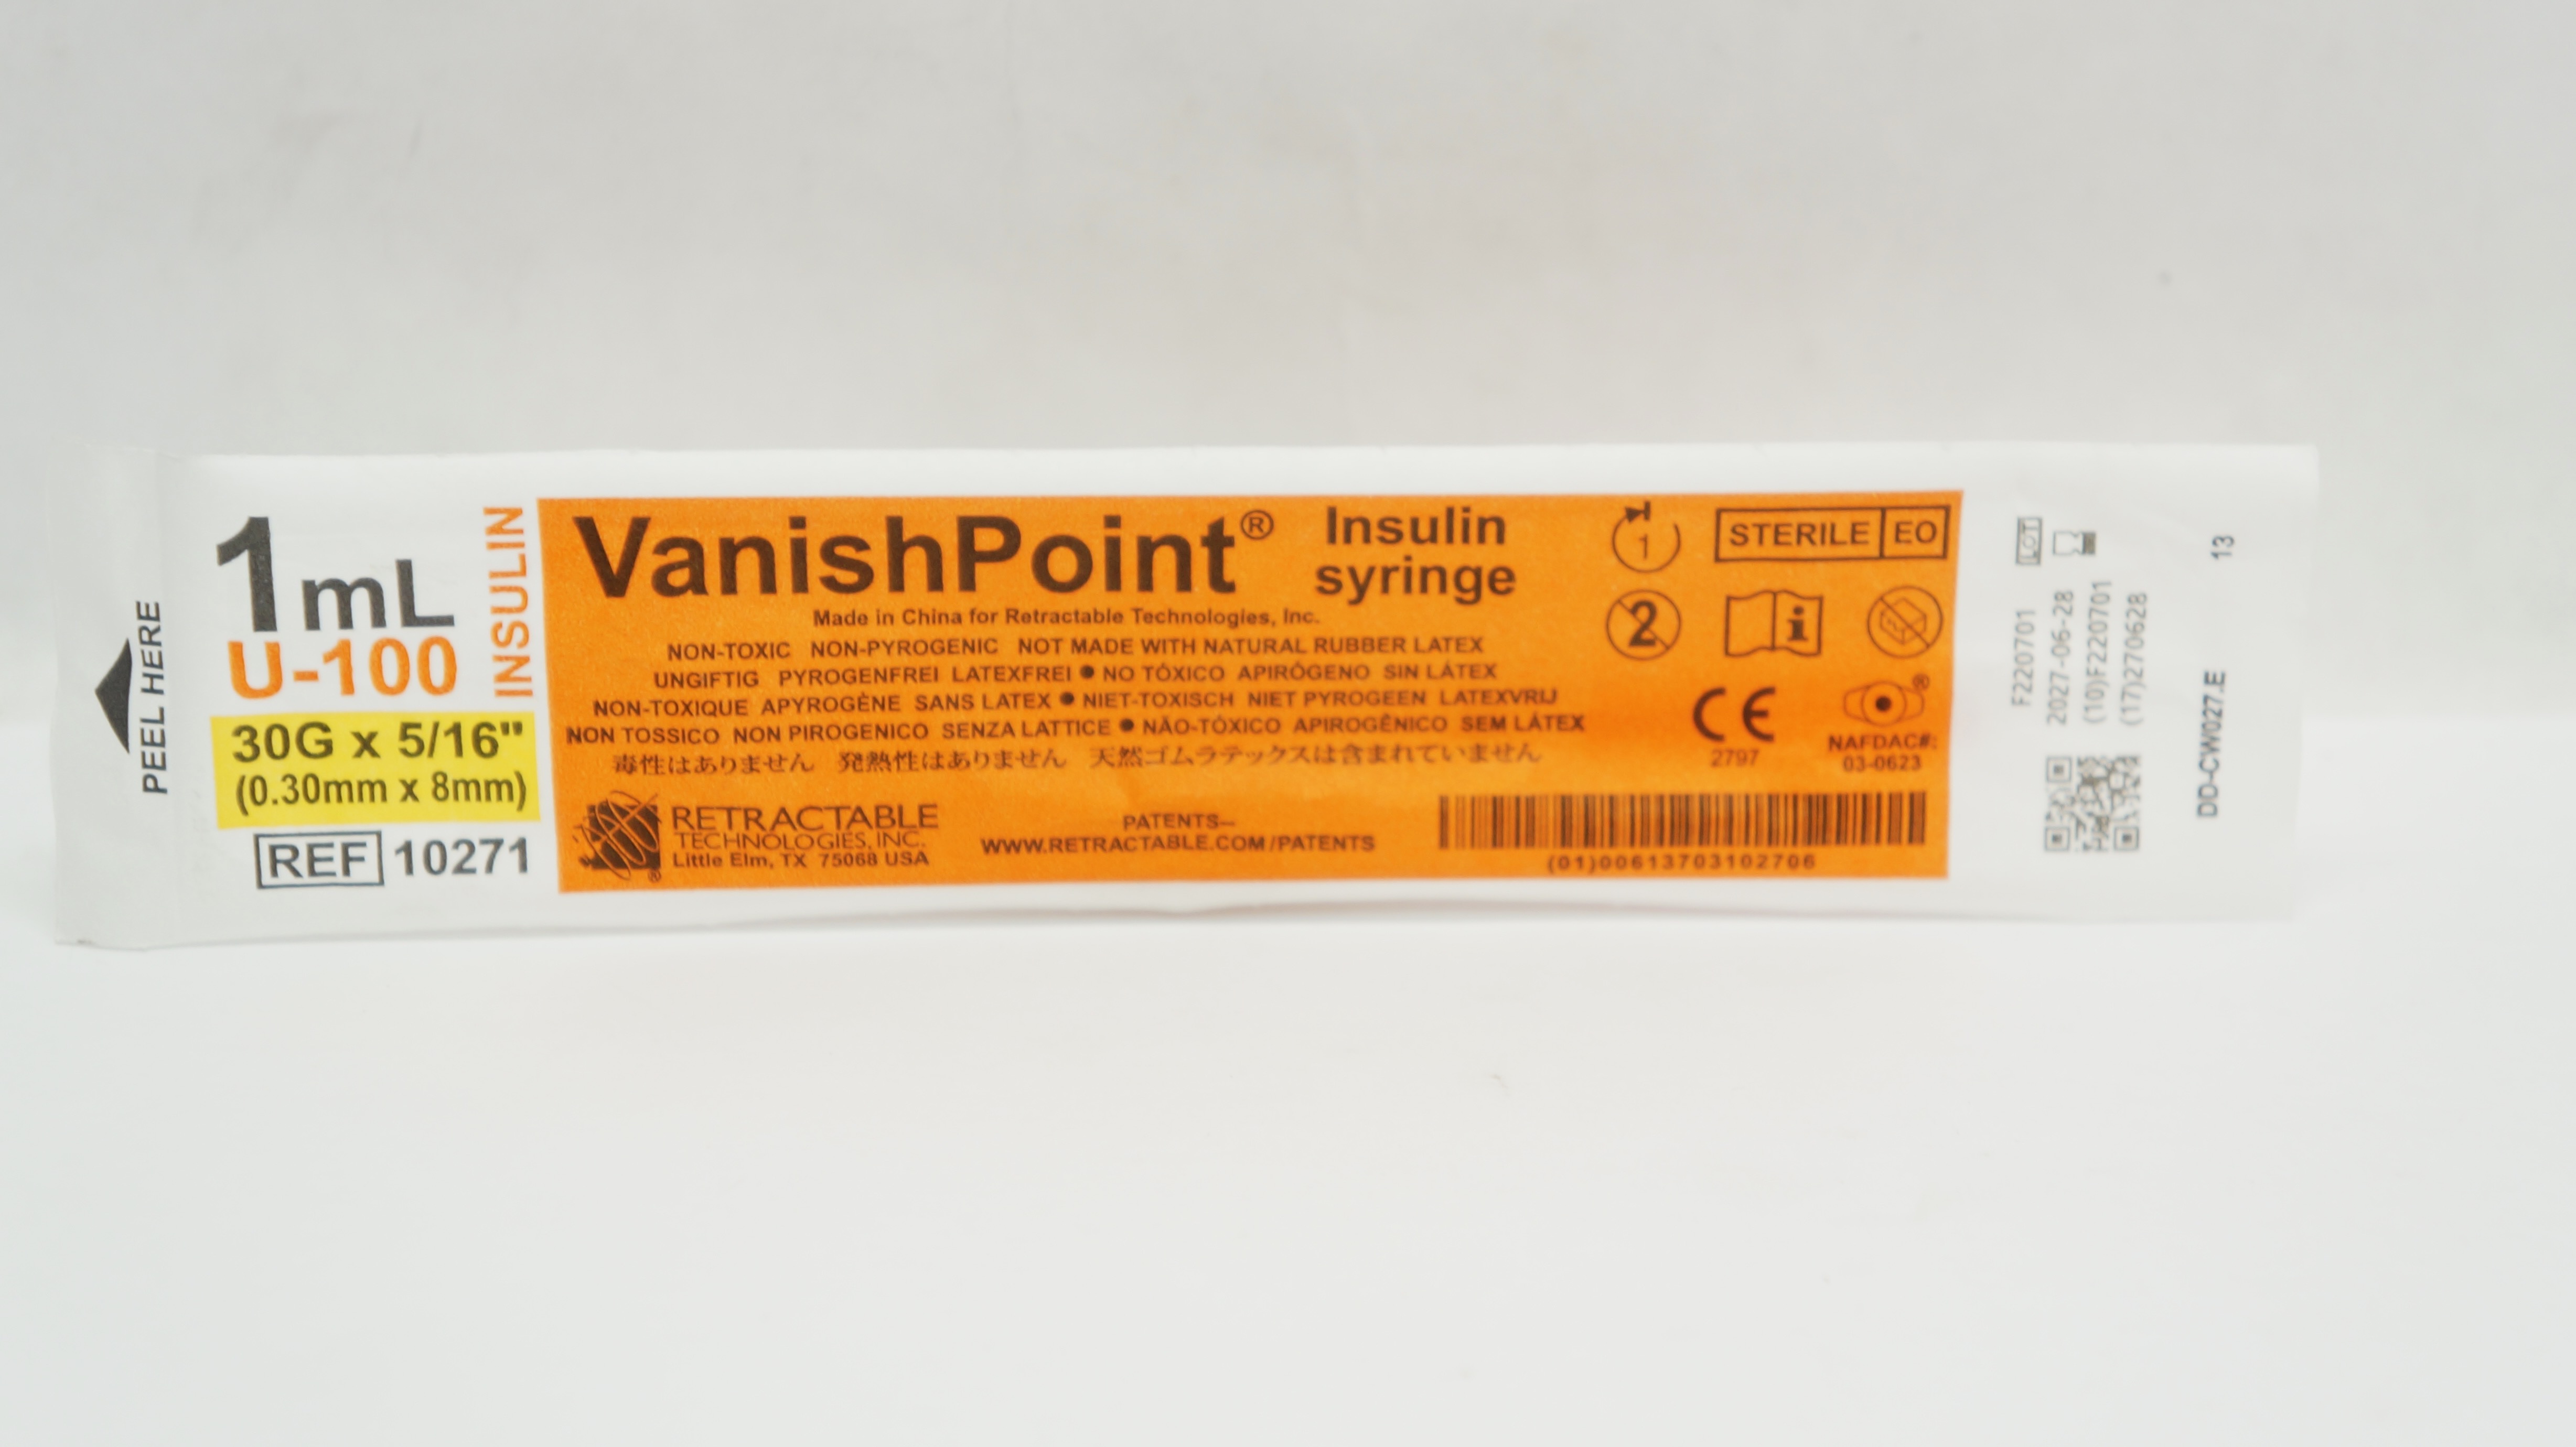 PEEL HERE
1 mL
U-100
INSULIN
30G x 5/16"
(0.30mm x 8mm)
REF 10271
VanishPoint® Insulin
syringe
Made in China for Retractable Technologies, Inc.
NON-TOXIC NON-PYROGENIC NOT MADE WITH NATURAL RUBBER LATEX
UNGIFTIG PYROGENFREI LATEXFREI ● NO TÓXICO APIRÓGENO SIN LÁTEX
NON-TOXIQUE APYROGÈNE SANS LATEX ● NIET-TOXISCH NIET PYROGEEN LATEXVRIJ
NON TOSSICO NON PIROGENICO SENZA LATTICE ● NÃO-TÓXICO APIROGÊNICO SEM LÁTEX
毒性はありません 発熱性はありません 天然ゴムラテックスは含まれていません
RETRACTABLE
TECHNOLOGIES, INC.
Little Elm, TX 75068 USA
®
PATENTS—
WWW.RETRACTABLE.COM/PATENTS
1
STERILE EO
2
i
CE
2797
®
NAFDAC#:
03-0623
(01)00613703102706
LOT F220701
2027-06-28
(10)F220701
(17)270628
DD-CW027.E 13